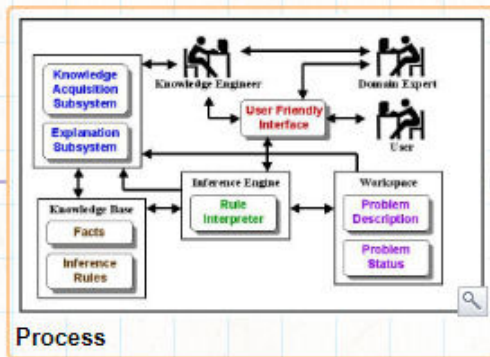 Knowledge
Acquisition
Subsystem
Explanation
Subsystem
Knowledge Engineer
Domain Expert
User Friendly
Interface
User
Inference Engine
Rule
Interpreter
Workspace
Problem
Description
Problem
Status
Knowledge Base
Facts
Inference
Rules
Process